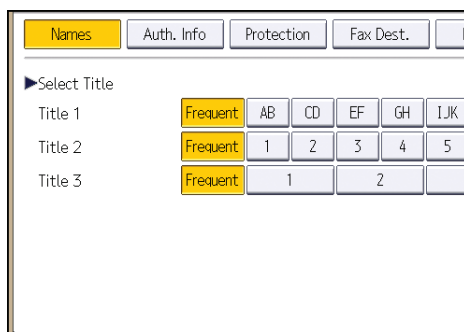 Names Auth. Info Protection Fax Dest.
▶Select Title
Title 1 Frequent AB CD EF GH IJK
Title 2 Frequent 1 2 3 4 5
Title 3 Frequent 1 2